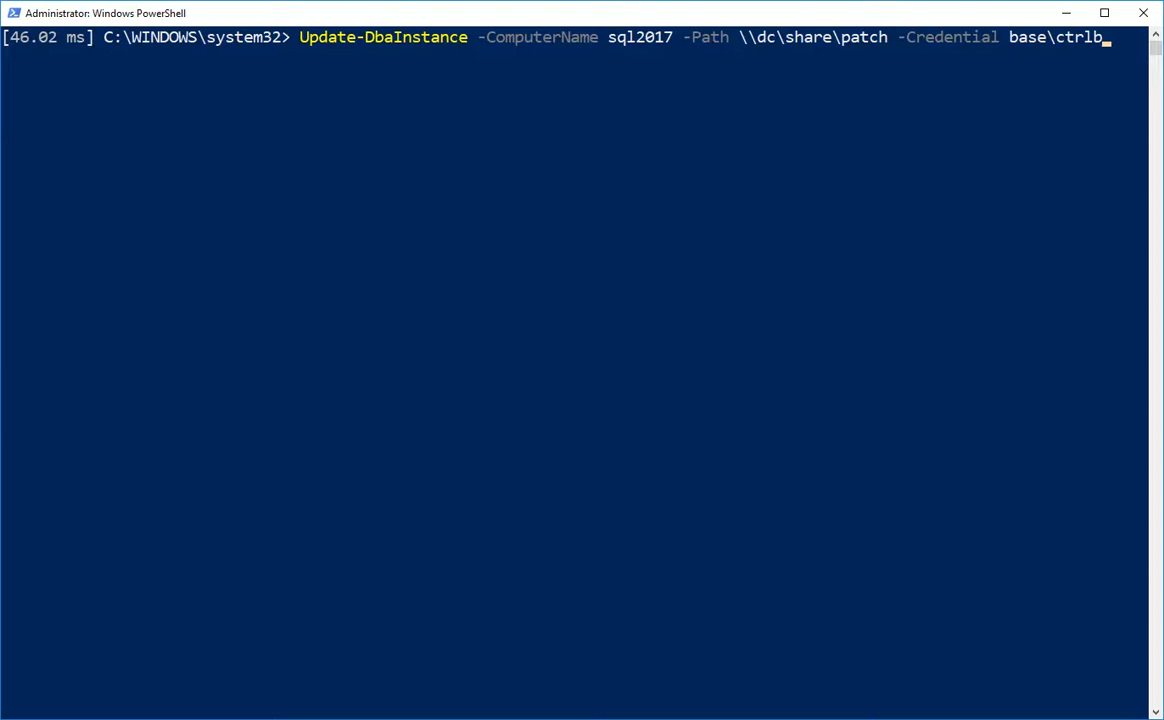 Administrator: Windows PowerShell
[46.02 ms] C:\WINDOWS\system32> Update-DbaInstance -ComputerName sql2017 -Path \\dc\share\patch -Credential base\ctrlb